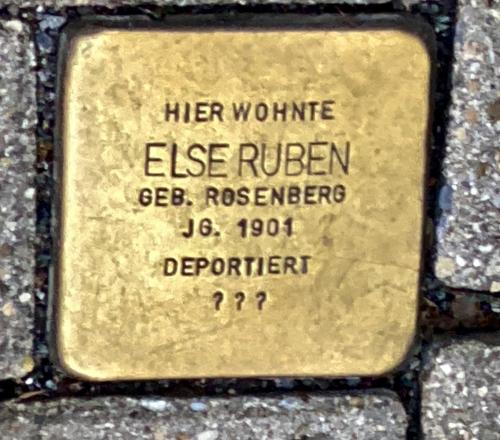 HIER WOHNTE
ELSE RUBEN
GEB. ROSENBERG
JG. 1901
DEPORTIERT
? ? ?